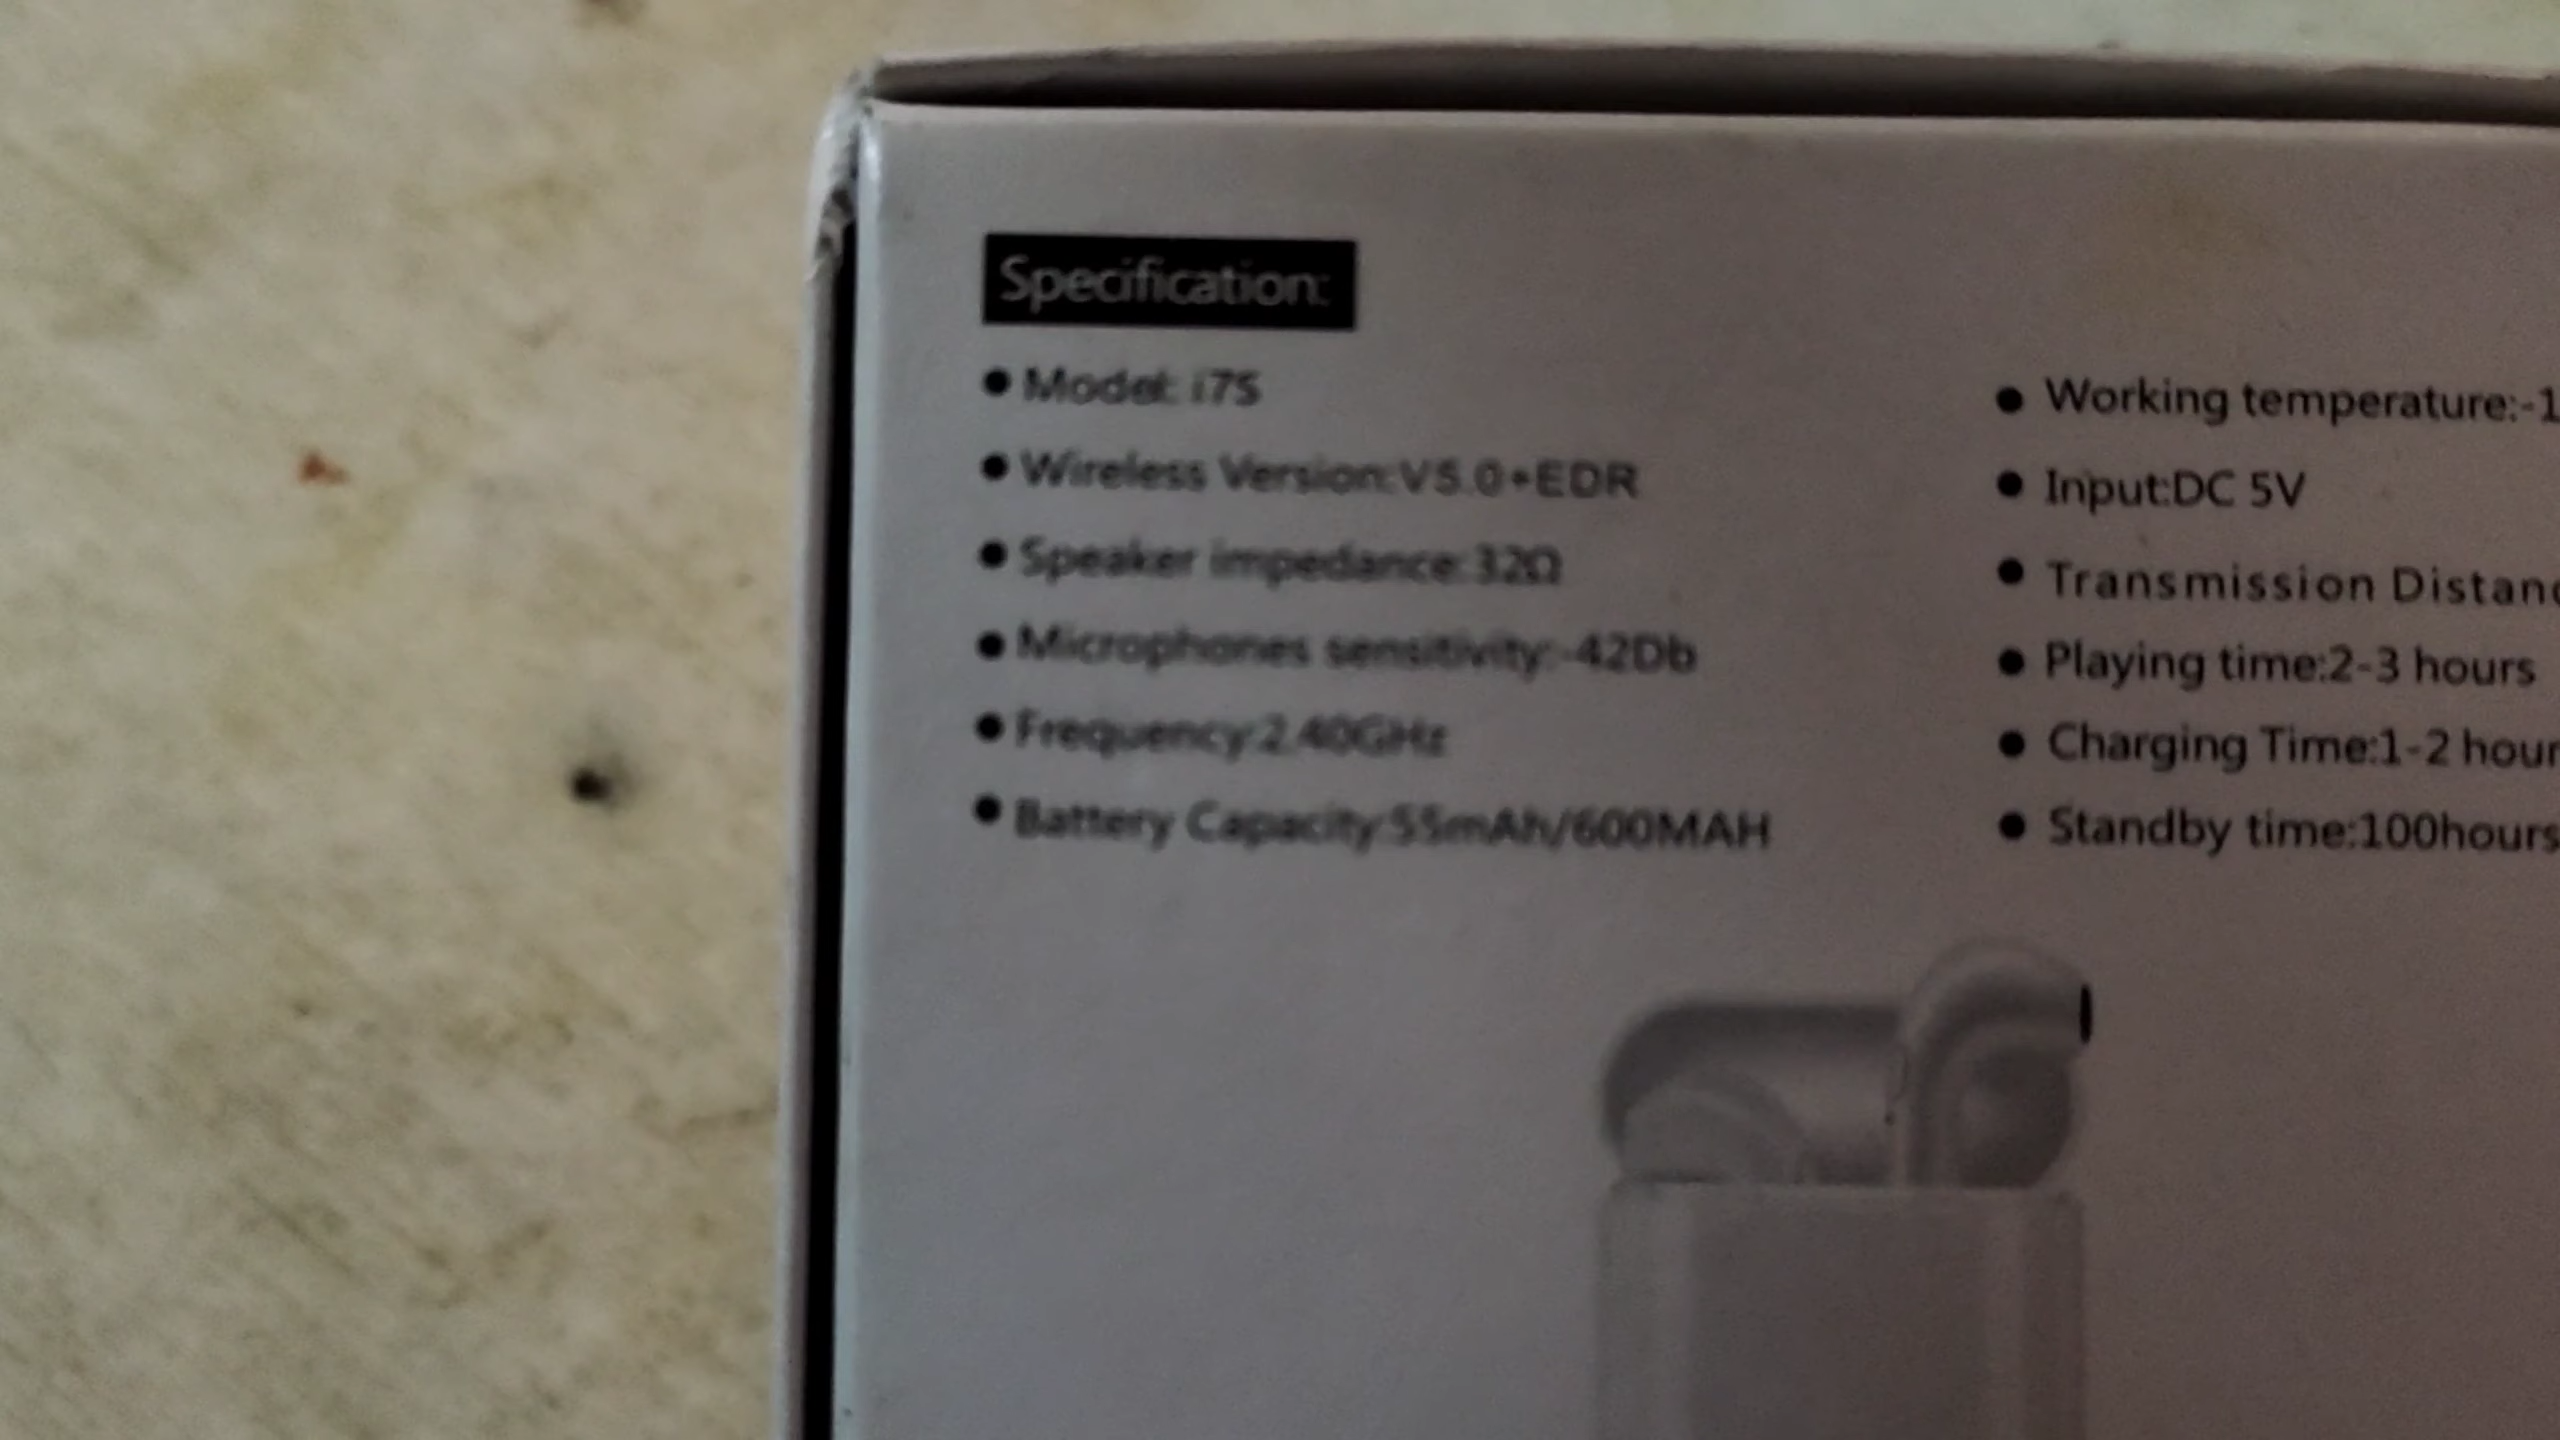 Specification:
● Model: i7S
● Wireless Version:V5.0+EDR
● Speaker impedance:32Ω
● Microphones sensitivity:-42Db
● Frequency:2.40GHz
● Battery Capacity:55mAh/600MAH
● Working temperature:-1
● Input:DC 5V
● Transmission Distanc
● Playing time:2-3 hours
● Charging Time:1-2 hour
● Standby time:100hours